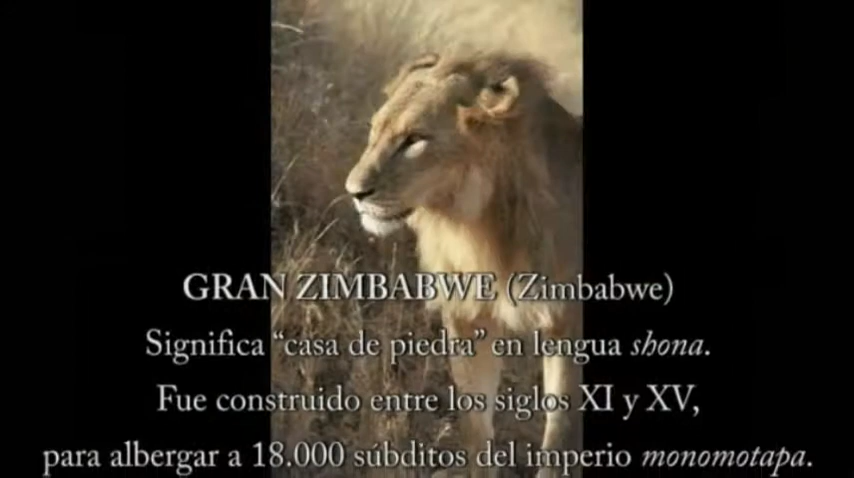 GRAN ZIMBABWE (Zimbabwe)
Significa “casa de piedra” en lengua shona.
Fue construido entre los siglos XI y XV,
para albergar a 18.000 súbditos del imperio monomotapa.